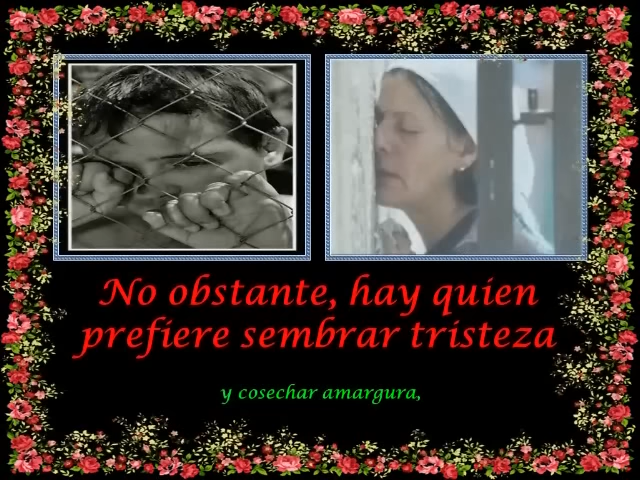 No obstante, hay quien
prefiere sembrar tristeza
y cosechar amargura,